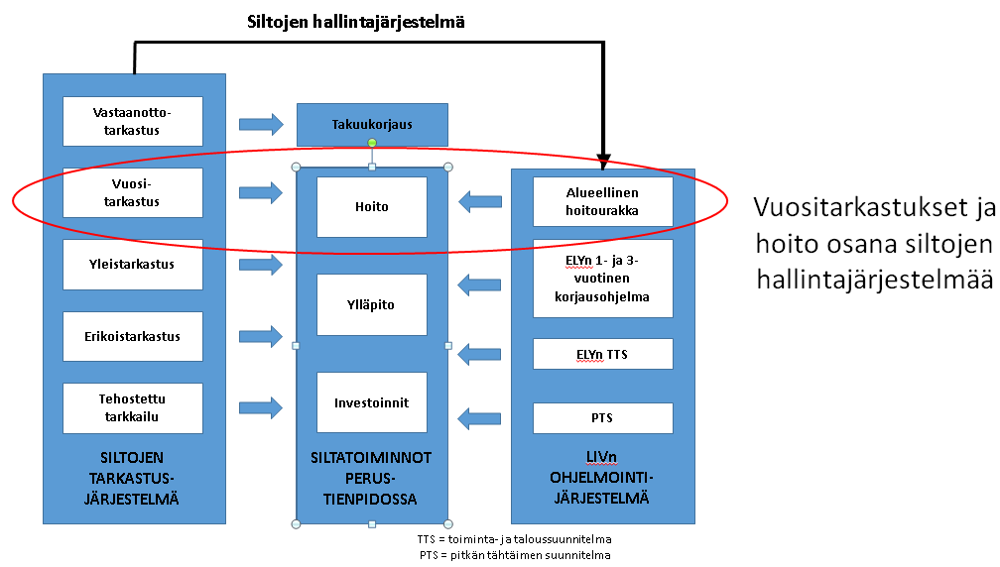 Siltojen hallintajärjestelmä
Vastaanotto-
tarkastus
Vuosi-
tarkastus
Yleistarkastus
Erikoistarkastus
Tehostettu
tarkkailu
SILTOJEN
TARKASTUS-
JÄRJESTELMÄ
Takuukorjaus
Hoito
Ylläpito
Investoinnit
SILTATOIMINNOT
PERUS-
TIENPIDOSSA
Alueellinen
hoitourakka
ELYn 1- ja 3-
vuotinen
korjausohjelma
ELYn TTS
PTS
LIVn
OHJELMOINTI-
JÄRJESTELMÄ
Vuositarkastukset ja
hoito osana siltojen
hallintajärjestelmää
TTS = toiminta- ja taloussuunnitelma
PTS = pitkän tähtäimen suunnitelma